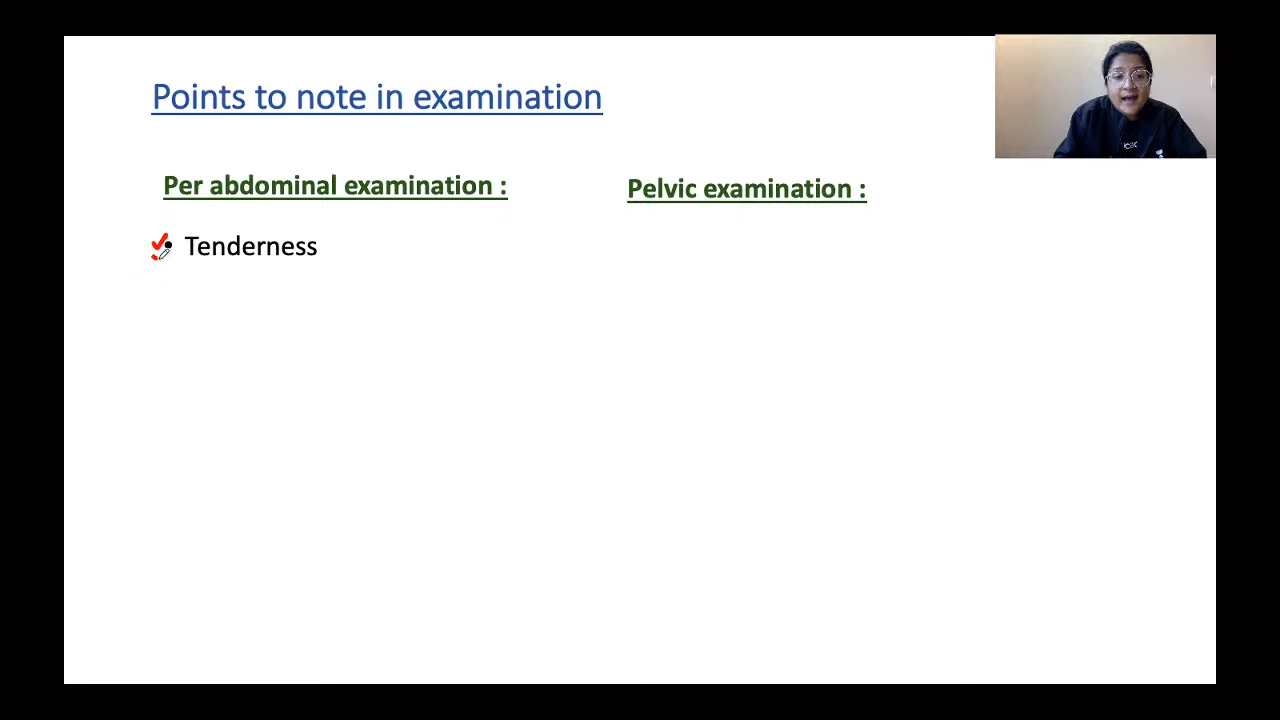 Points to note in examination
Per abdominal examination :
Pelvic examination :
Tenderness